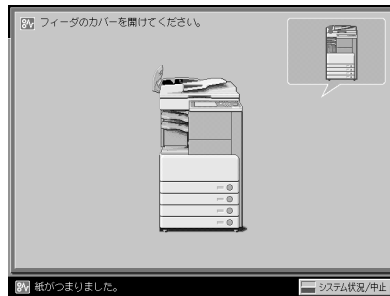 フィーダのカバーを開けてください。
紙がつまりました。
システム状況/中止